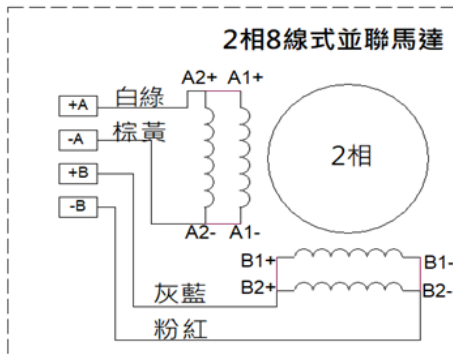 2相8線式並聯馬達
A2+ A1+
+A 白綠
-A 棕黃
+B
-B
2相
A2- A1-
B1+ B1-
B2+ B2-
灰藍
粉紅